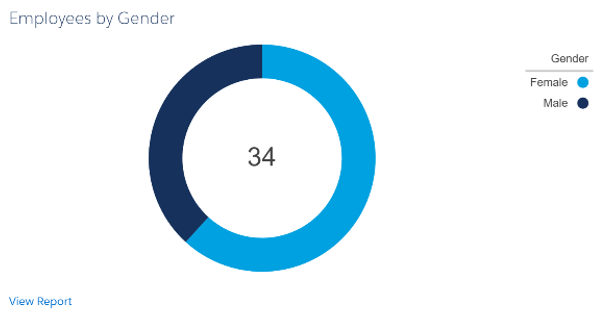 Employees by Gender
Gender
Female
Male
34
View Report